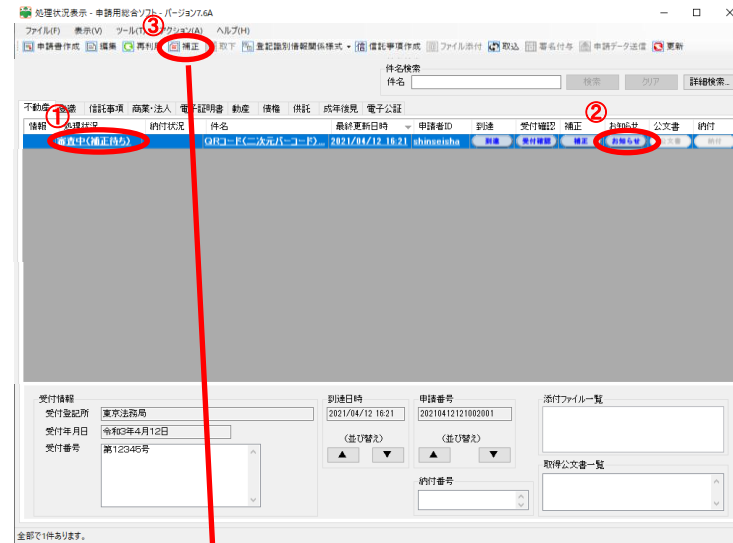 処理状況表示 - 申請用総合ソフト - バージョン7.6A
ファイル(F) 表示(V) ツール(T) アクション(A) ヘルプ(H)
③
申請書作成 編集 再利用 補正 取下 登記識別情報関係様式 信託事項作成 ファイル添付 取込 署名付与 申請データ送信 更新
件名検索
件名 検索 クリア 詳細検索...
不動産 登識 信託事項 商業・法人 電子証明書 動産 債権 供託 成年後見 電子公証
① ②
情報 処理状況 納付状況 件名 最終更新日時 申請者ID 到達 受付確認 補正 お知らせ 公文書 納付
審査中(補正待ち) QRコード(二次元バーコード)... 2021/04/12 16:21 shinseisha 到達 受付確認 補正 お知らせ 公文書 納付
受付情報 到達日時 申請番号 添付ファイル一覧
受付登記所 東京法務局 2021/04/12 16:21 20210412121002001
受付年月日 令和3年4月12日 (並び替え) (並び替え)
受付番号 第12345号 ▲ ▼ ▲ ▼
取得公文書一覧
納付番号
全部で1件あります。